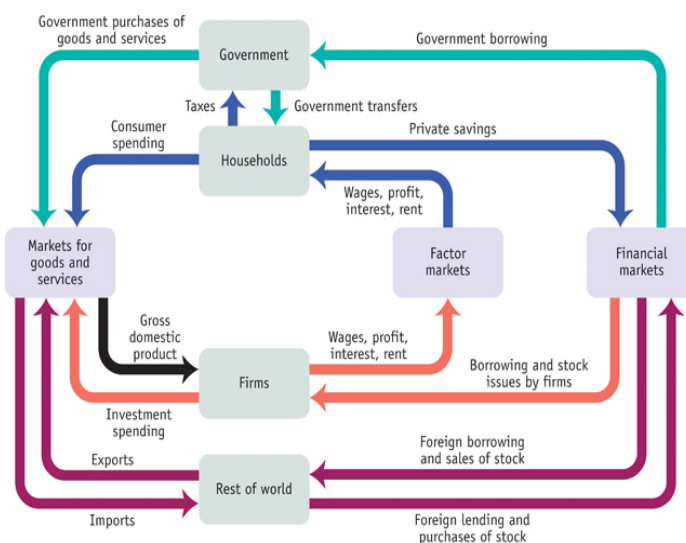 Government purchases of
goods and services
Government
Government borrowing
Taxes
Government transfers
Consumer
spending
Households
Private savings
Wages, profit,
interest, rent
Markets for
goods and
services
Factor
markets
Financial
markets
Gross
domestic
product
Wages, profit,
interest, rent
Firms
Borrowing and stock
issues by firms
Investment
spending
Foreign borrowing
and sales of stock
Exports
Rest of world
Imports
Foreign lending and
purchases of stock